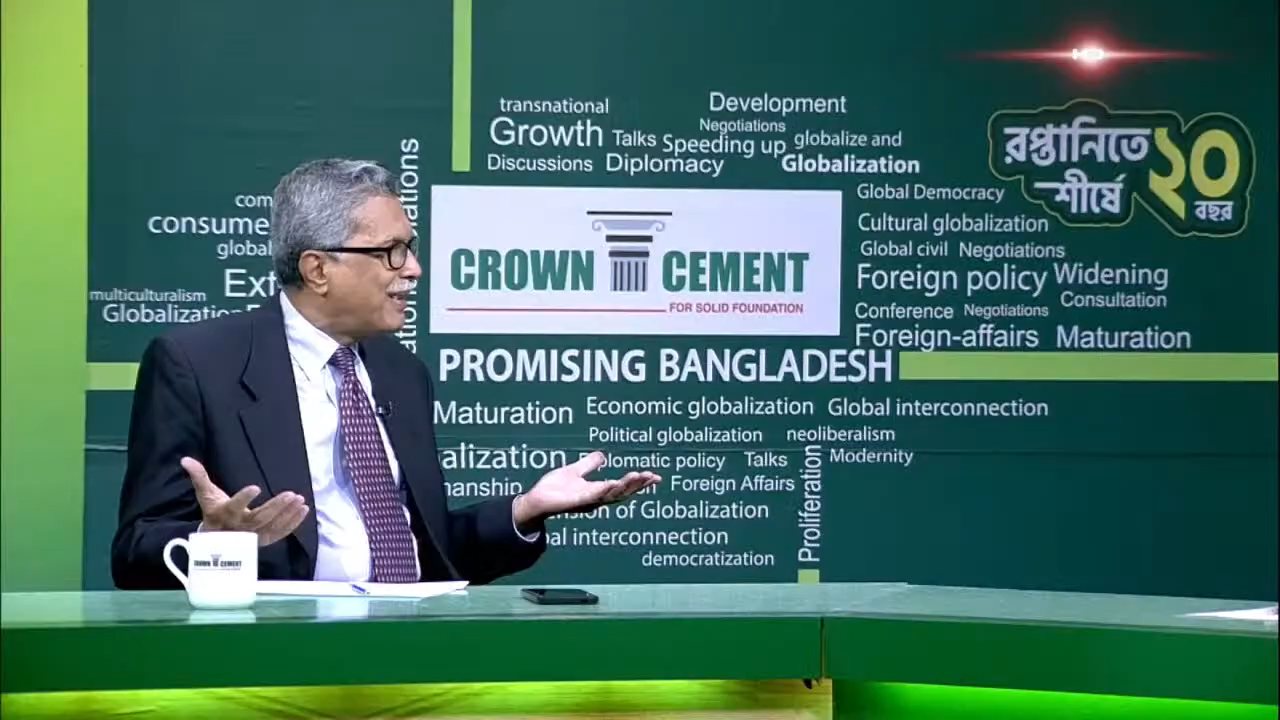 HD
transnational
Development
Growth Talks Speeding up
Negotiations
globalize and
Discussions Diplomacy
Globalization
রপ্তানিতে
শীর্ষে
২০
বছর
Global Democracy
consume
global
Cultural globalization
Global civil Negotiations
Foreign policy Widening
multiculturalism
Globalization
Conference Negotiations
Consultation
Foreign-affairs Maturation
CROWN CEMENT
FOR SOLID FOUNDATION
PROMISING BANGLADESH
Maturation Economic globalization Global interconnection
Political globalization neoliberalism
alization policy Talks Modernity
Foreign Affairs
Proliferation
of Globalization
interconnection
democratization
CROWN CEMENT